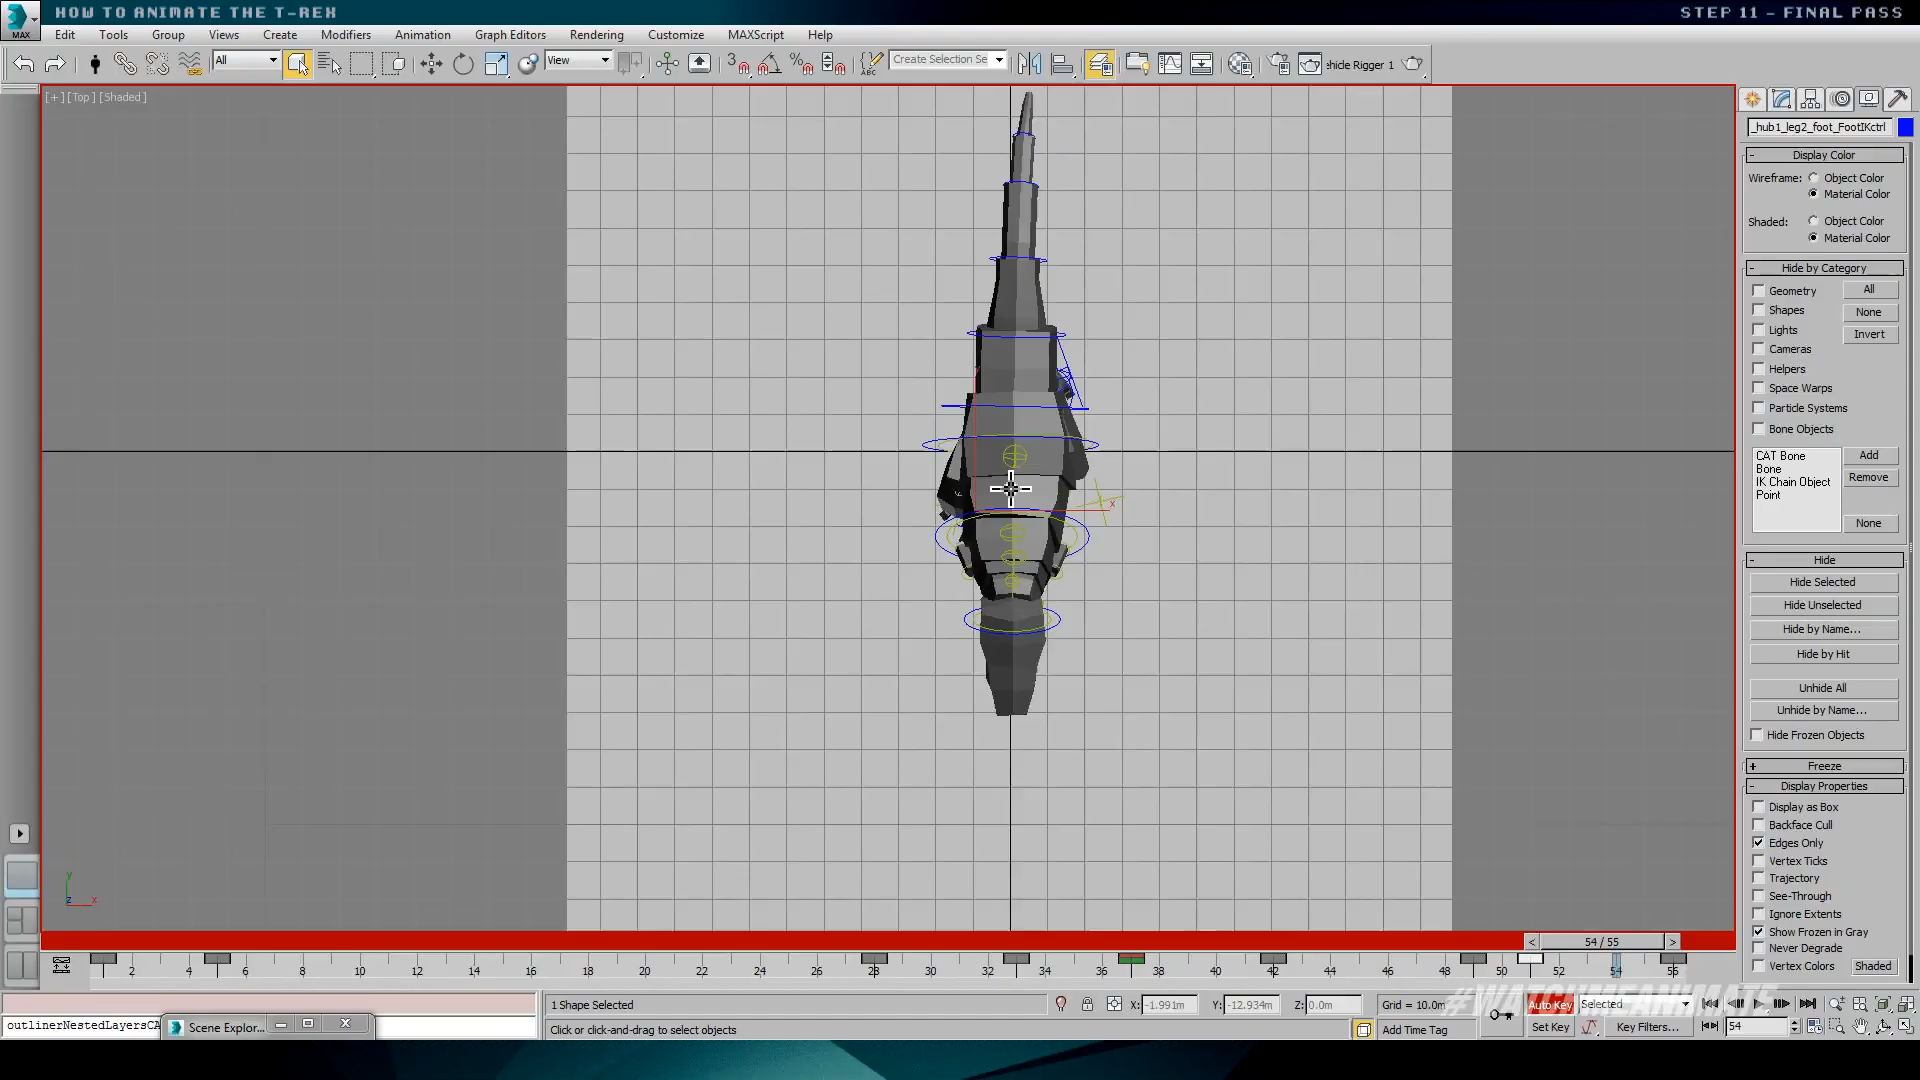 HOW TO ANIMATE THE T-REX
STEP 11 - FINAL PASS
MAX
Edit Tools Group Views Create Modifiers Animation Graph Editors Rendering Customize MAXScript Help
All
View
Create Selection Se
ehicle Rigger 1
[+][Top][Shaded]
_hub1_leg2_foot_FootIKctrl
- Display Color
Wireframe: Object Color
Material Color
Shaded: Object Color
Material Color
- Hide by Category
Geometry All
Shapes None
Lights Invert
Cameras
Helpers
Space Warps
Particle Systems
Bone Objects
CAT Bone Add
Bone Remove
IK Chain Object
Point
None
- Hide
Hide Selected
Hide Unselected
Hide by Name...
Hide by Hit
Unhide All
Unhide by Name...
Hide Frozen Objects
+ Freeze
- Display Properties
Display as Box
Backface Cull
Edges Only
Vertex Ticks
Trajectory
See-Through
Ignore Extents
Show Frozen in Gray
Never Degrade
Vertex Colors Shaded
x
y
z x
< 54 / 55 >
2 6 8 10 12 14 16 18 20 22 24 26 28 30 32 34 36 38 40 42 44 46 48 50 52 54 56
1 Shape Selected
X: -1.991m Y: -12.934m Z: 0.0m Grid = 10.0m
Auto Key Selected
#WATCHMEANIMATE
outlinerNestedLayersCA
Scene Explor...
Click or click-and-drag to select objects
Add Time Tag
Set Key Key Filters... 54